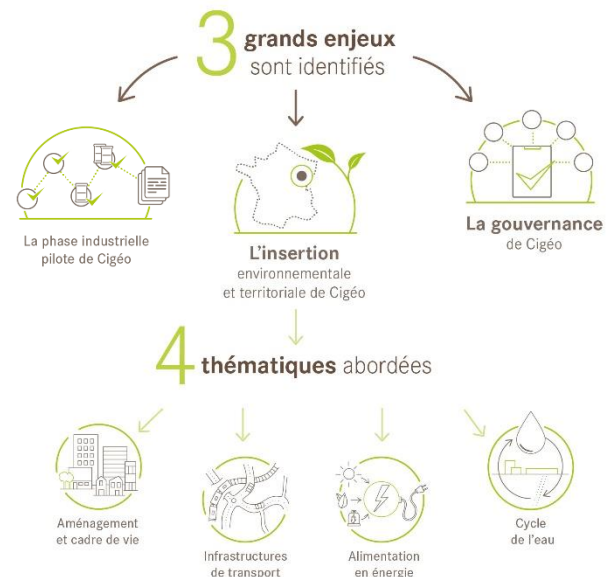 3 grands enjeux
sont identifiés
La phase industrielle
pilote de Cigéo
L'insertion
environnementale
et territoriale de Cigéo
La gouvernance
de Cigéo
4 thématiques abordées
Aménagement
et cadre de vie
Infrastructures
de transport
Alimentation
en énergie
Cycle
de l'eau